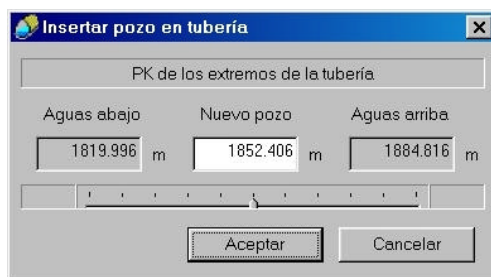 Insertar pozo en tubería
PK de los extremos de la tubería
Aguas abajo Nuevo pozo Aguas arriba
1819.996 m 1852.406 m 1884.816 m
Aceptar Cancelar